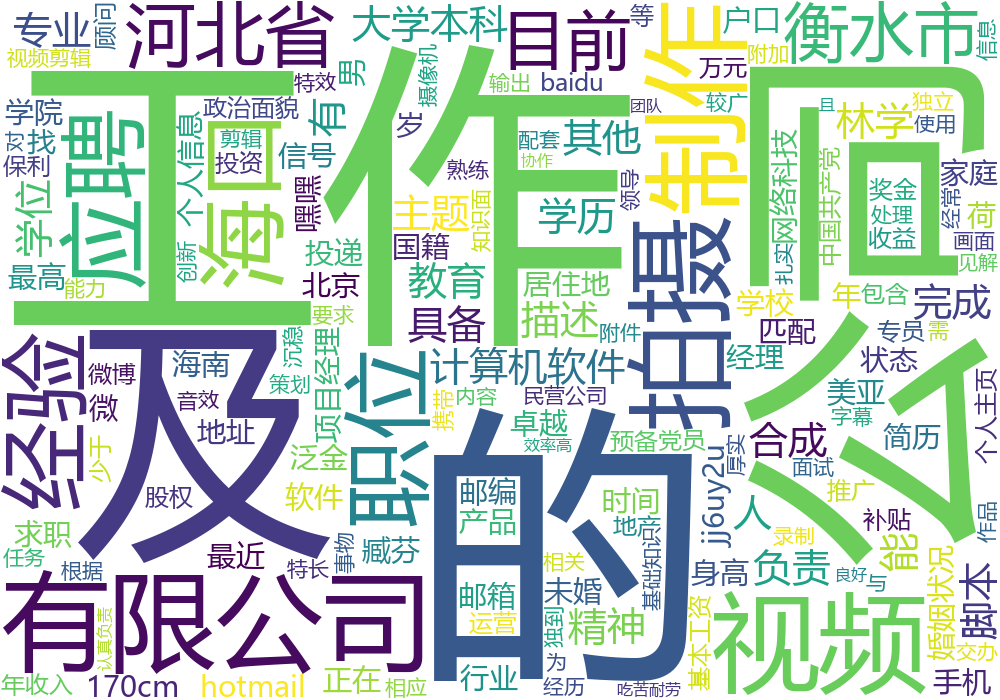 专业
顾问
河北省
大学本科
目前
等
户口
衡水市
信息
视频剪辑
特效
男
摄像机
输出
baidu
团队
万元
附加
学院
政治面貌
有
岁
配套
其他
制作
较广
且
林学
独立
使用
对
找
应聘
个人信息
剪辑
投资
信号
工作
熟练
协作
领导
司
网络科技
中国共产党
奖金
处理
收益
家庭
经常
荷
保利
海口
嘿嘿
主题
知识面
学历
学位
国籍
画面
见解
最高
创新
投递
教育
居住地
拍摄
扎实
能力
北京
描述
附件
学校
年
包含
完成
要求
具备
匹配
专员
需
经验
及
微博
海南
沉稳
项目经理
职位
计算机软件
经理
状态
策划
携带
内容
民营公司
公
美亚
字幕
个人主页
微
音效
地址
的
卓越
效率高
预备党员
jj6uy2u
厚实
合成
面试
简历
少于
泛金
股权
软件
邮编
产品
时间
地产
人
推广
作品
求职
最近
事物
臧芬
录制
补贴
能
婚姻状况
任务
根据
特长
邮箱
相关
未婚
基础知识
身高
负责
良好
与
脚本
有限公司
认真负责
运营
独到
精神
基本工资
视频
交办
年收入
170cm
hotmail
正在
相应
行业
为
经历
吃苦耐劳
手机